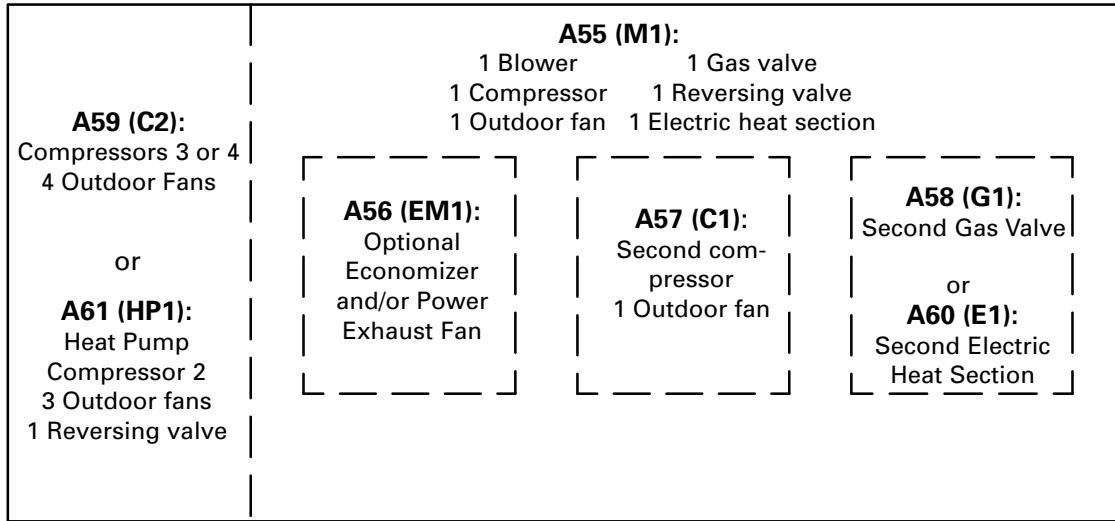 A55 (M1):
1 Blower 1 Gas valve
1 Compressor 1 Reversing valve
1 Outdoor fan 1 Electric heat section
A59 (C2):
Compressors 3 or 4
4 Outdoor Fans
or
A61 (HP1):
Heat Pump
Compressor 2
3 Outdoor fans
1 Reversing valve
A56 (EM1):
Optional
Economizer
and/or Power
Exhaust Fan
A57 (C1):
Second com-
pressor
1 Outdoor fan
A58 (G1):
Second Gas Valve
or
A60 (E1):
Second Electric
Heat Section